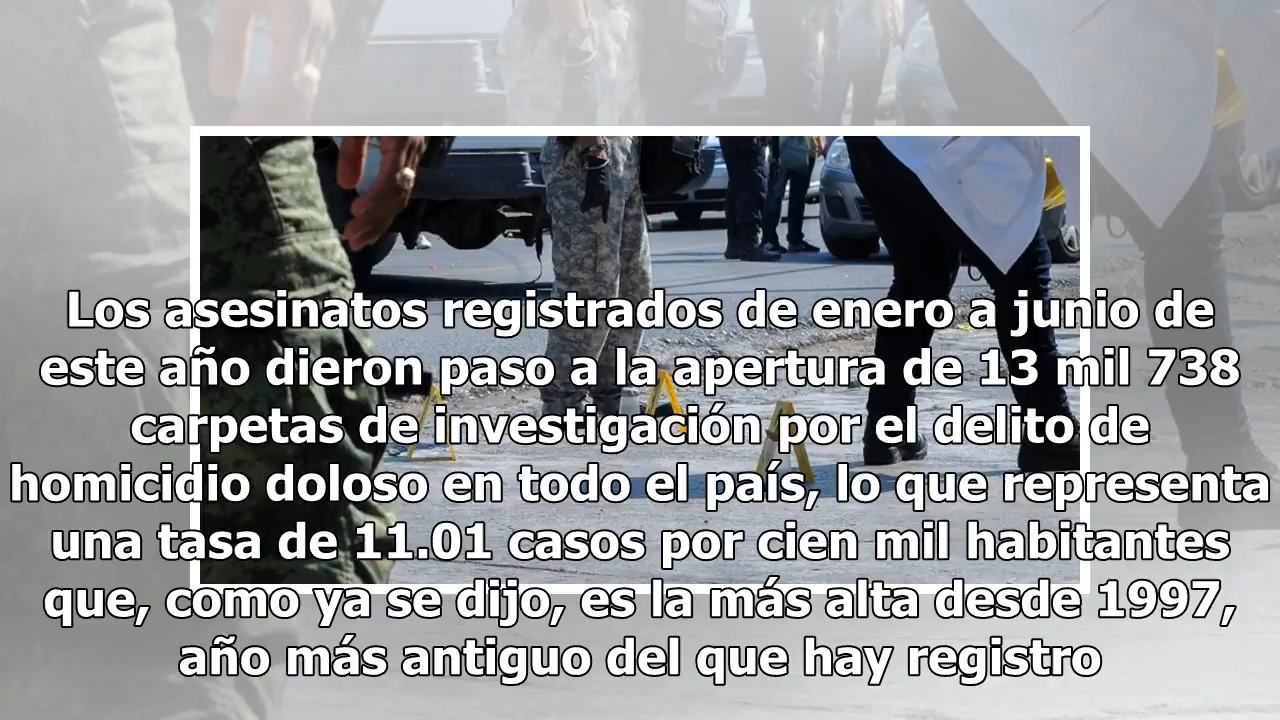 Los asesinatos registrados de enero a junio de
este año dieron paso a la apertura de 13 mil 738
carpetas de investigación por el delito de
homicidio doloso en todo el país, lo que representa
una tasa de 11.01 casos por cien mil habitantes
que, como ya se dijo, es la más alta desde 1997,
año más antiguo del que hay registro